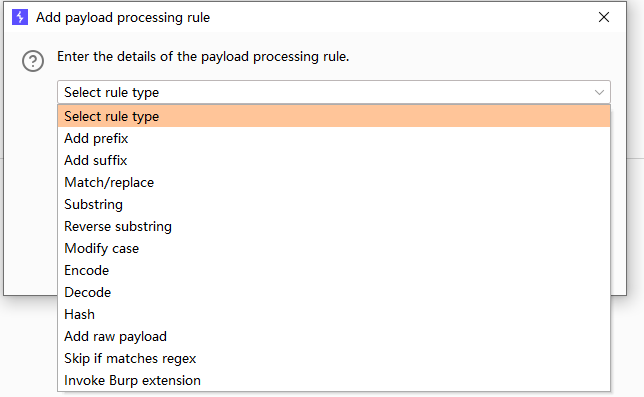 Add payload processing rule
Enter the details of the payload processing rule.
Select rule type
Select rule type
Add prefix
Add suffix
Match/replace
Substring
Reverse substring
Modify case
Encode
Decode
Hash
Add raw payload
Skip if matches regex
Invoke Burp extension